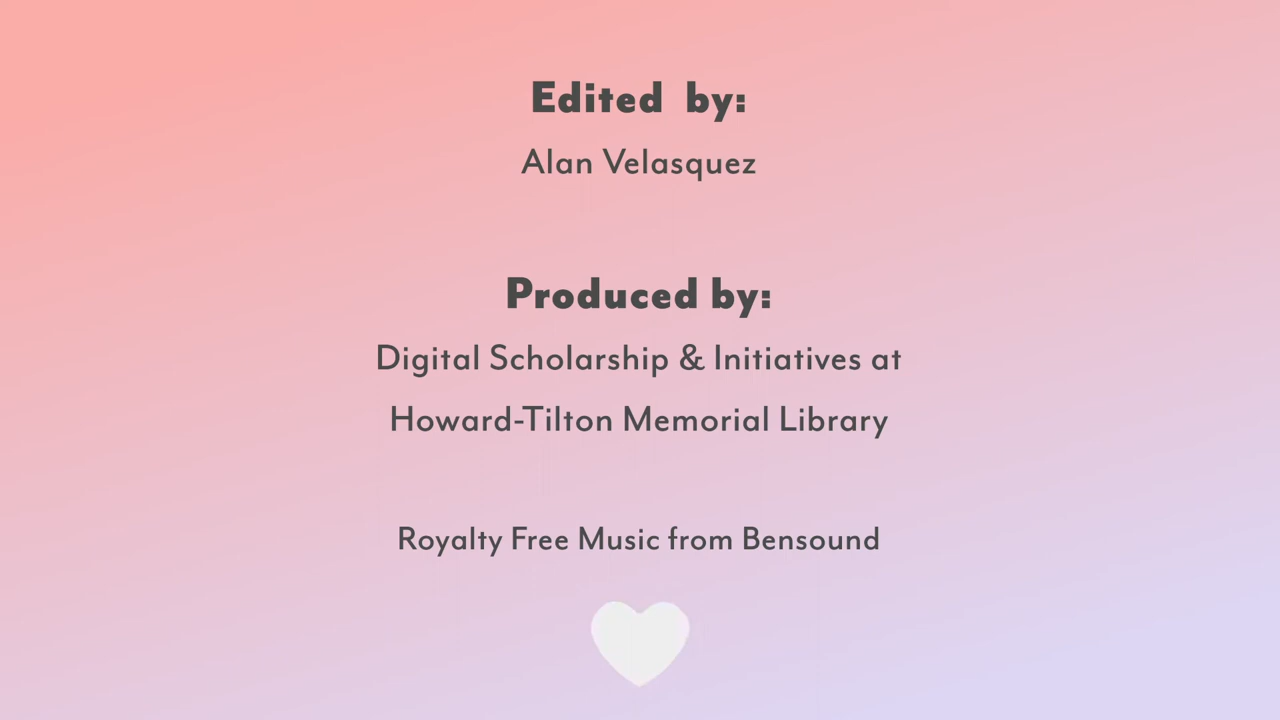 Edited by:
Alan Velasquez
Produced by:
Digital Scholarship & Initiatives at
Howard-Tilton Memorial Library
Royalty Free Music from Bensound